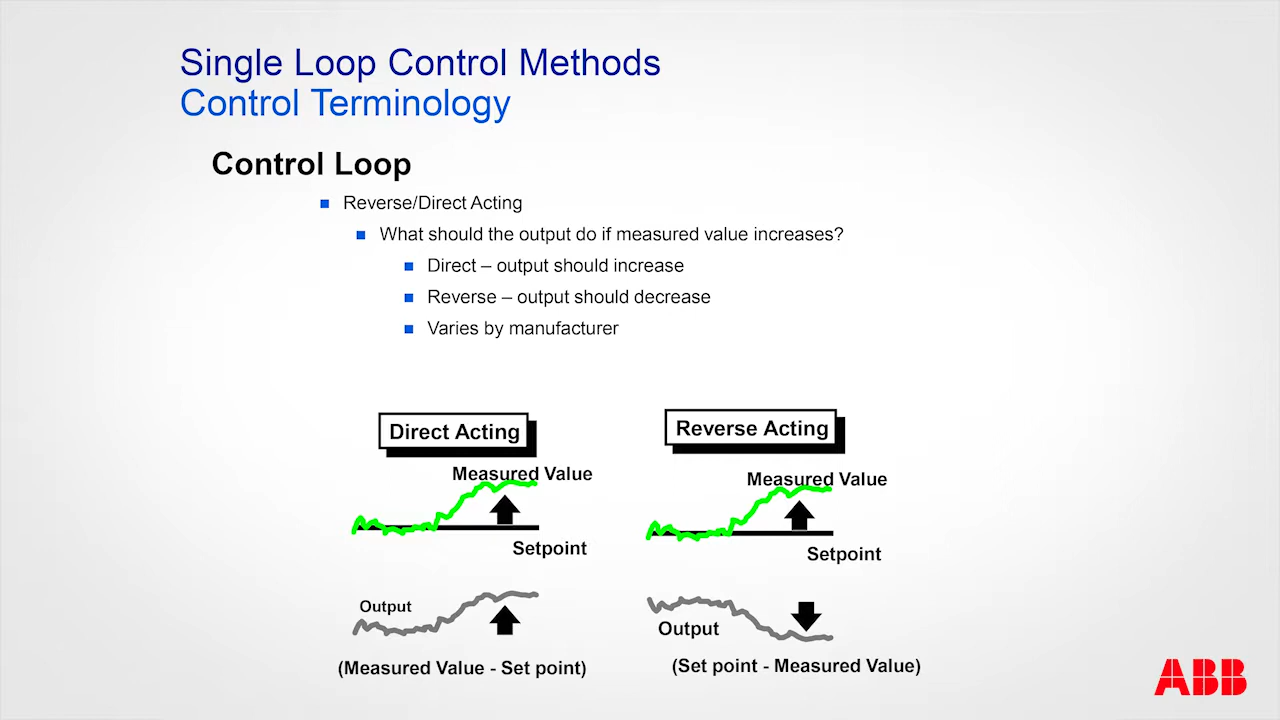 Single Loop Control Methods
Control Terminology
Control Loop
Reverse/Direct Acting
What should the output do if measured value increases?
Direct – output should increase
Reverse – output should decrease
Varies by manufacturer
Direct Acting
Measured Value
Setpoint
Output
(Measured Value - Set point)
Reverse Acting
Measured Value
Setpoint
Output
(Set point - Measured Value)
ABB